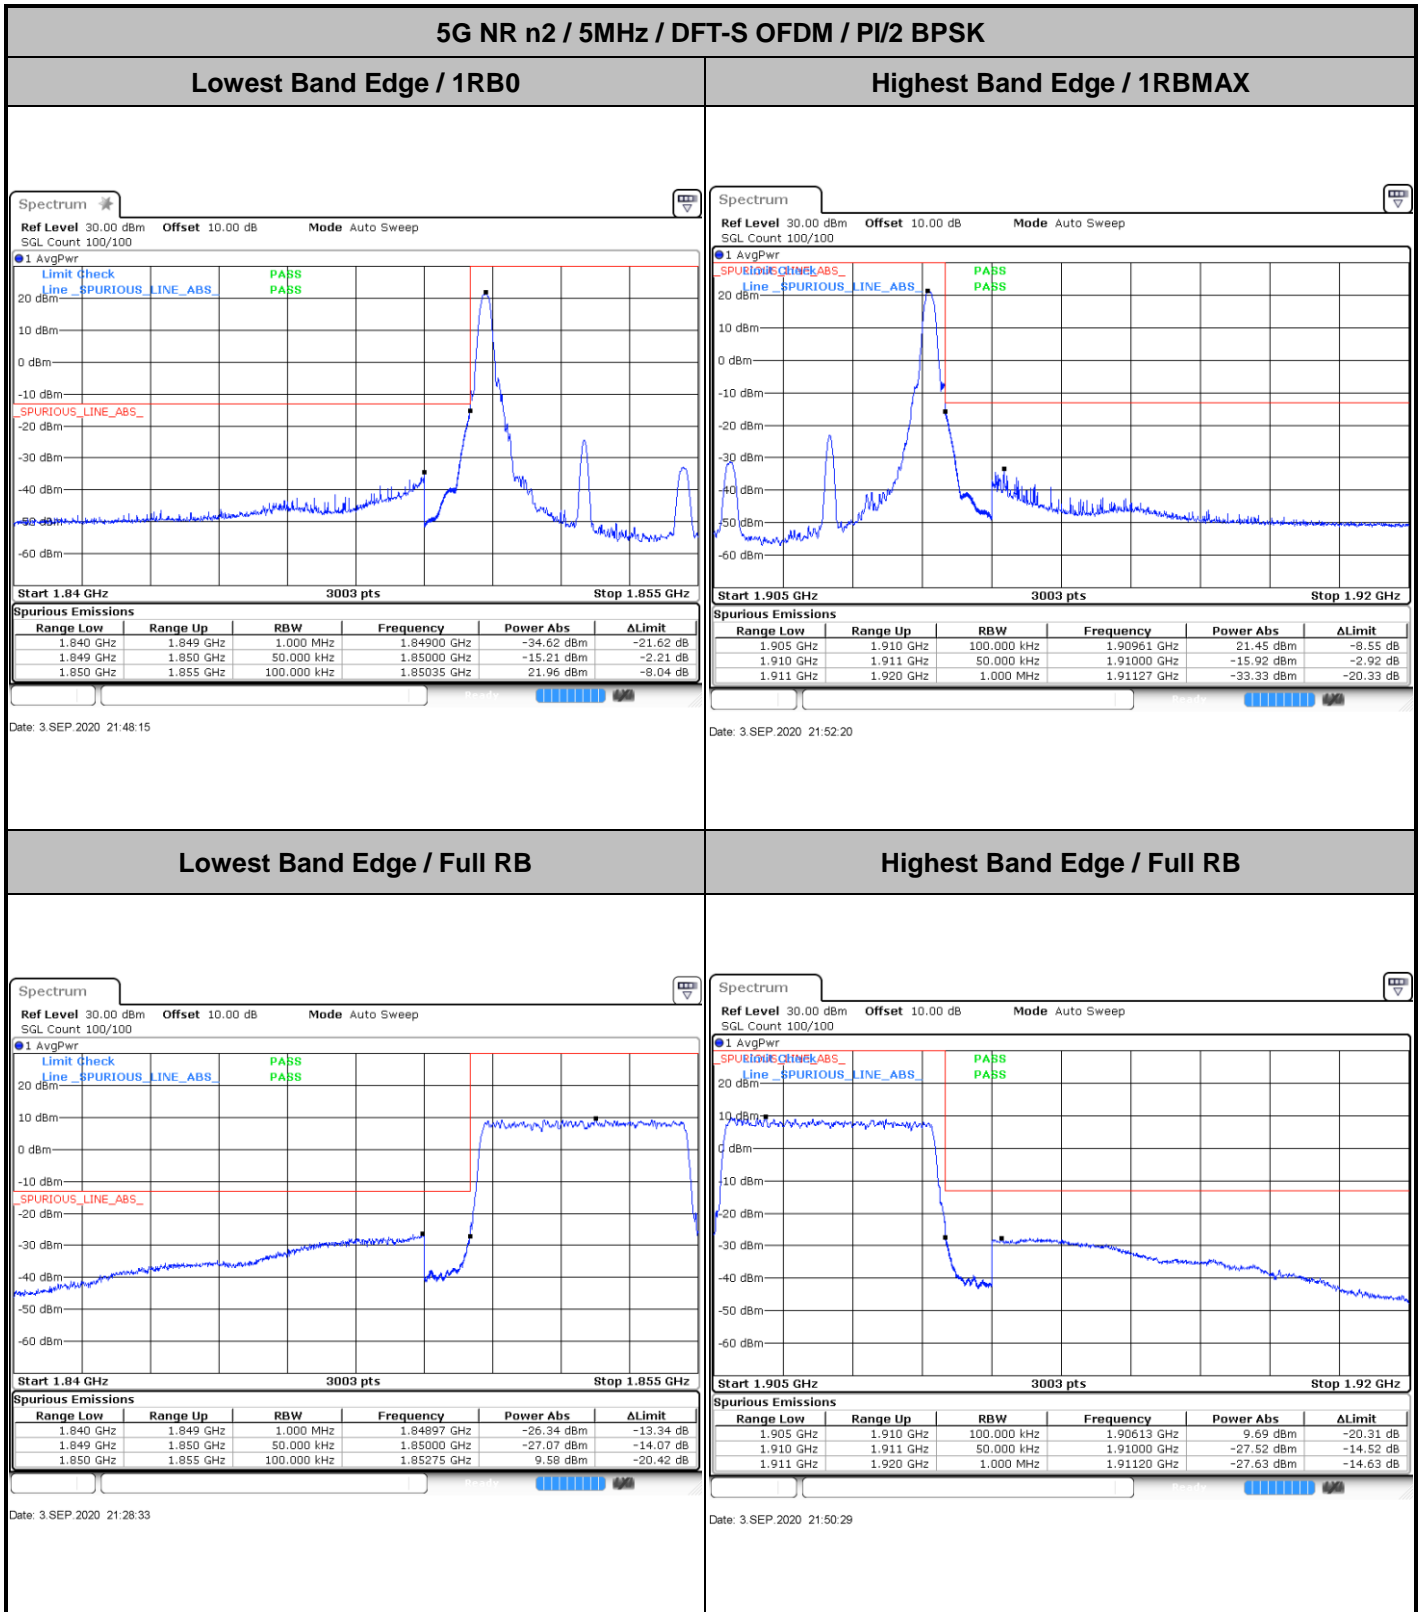 5G NR n2 / 5MHz / DFT-S OFDM / PI/2 BPSK
Lowest Band Edge / 1RB0
Highest Band Edge / 1RBMAX
Spectrum
Ref Level 30.00 dBm Offset 10.00 dB Mode Auto Sweep
SGL Count 100/100
1 AvgPwr
Limit Check PASS
Line _SPURIOUS_LINE_ABS_ PASS
20 dBm
10 dBm
0 dBm
-10 dBm
_SPURIOUS_LINE_ABS_
-20 dBm
-30 dBm
-40 dBm
-50 dBm
-60 dBm
Start 1.84 GHz 3003 pts Stop 1.855 GHz
Spurious Emissions
Range Low Range Up RBW Frequency Power Abs ΔLimit
1.840 GHz 1.849 GHz 1.000 MHz 1.84900 GHz -34.62 dBm -21.62 dB
1.849 GHz 1.850 GHz 50.000 kHz 1.85000 GHz -15.21 dBm -2.21 dB
1.850 GHz 1.855 GHz 100.000 kHz 1.85035 GHz 21.96 dBm -8.04 dB
Ready
Date: 3.SEP.2020 21:48:15
Spectrum
Ref Level 30.00 dBm Offset 10.00 dB Mode Auto Sweep
SGL Count 100/100
1 AvgPwr
_SPURIOUS_LINE_ABS_
Limit Check PASS
Line _SPURIOUS_LINE_ABS_ PASS
20 dBm
10 dBm
0 dBm
-10 dBm
-20 dBm
-30 dBm
-40 dBm
-50 dBm
-60 dBm
Start 1.905 GHz 3003 pts Stop 1.92 GHz
Spurious Emissions
Range Low Range Up RBW Frequency Power Abs ΔLimit
1.905 GHz 1.910 GHz 100.000 kHz 1.90961 GHz 21.45 dBm -8.55 dB
1.910 GHz 1.911 GHz 50.000 kHz 1.91000 GHz -15.92 dBm -2.92 dB
1.911 GHz 1.920 GHz 1.000 MHz 1.91127 GHz -33.33 dBm -20.33 dB
Ready
Date: 3.SEP.2020 21:52:20
Lowest Band Edge / Full RB
Highest Band Edge / Full RB
Spectrum
Ref Level 30.00 dBm Offset 10.00 dB Mode Auto Sweep
SGL Count 100/100
1 AvgPwr
Limit Check PASS
Line _SPURIOUS_LINE_ABS_ PASS
20 dBm
10 dBm
0 dBm
-10 dBm
_SPURIOUS_LINE_ABS_
-20 dBm
-30 dBm
-40 dBm
-50 dBm
-60 dBm
Start 1.84 GHz 3003 pts Stop 1.855 GHz
Spurious Emissions
Range Low Range Up RBW Frequency Power Abs ΔLimit
1.840 GHz 1.849 GHz 1.000 MHz 1.84897 GHz -26.34 dBm -13.34 dB
1.849 GHz 1.850 GHz 50.000 kHz 1.85000 GHz -27.07 dBm -14.07 dB
1.850 GHz 1.855 GHz 100.000 kHz 1.85275 GHz 9.58 dBm -20.42 dB
Ready
Date: 3.SEP.2020 21:28:33
Spectrum
Ref Level 30.00 dBm Offset 10.00 dB Mode Auto Sweep
SGL Count 100/100
1 AvgPwr
_SPURIOUS_LINE_ABS_
Limit Check PASS
Line _SPURIOUS_LINE_ABS_ PASS
20 dBm
10 dBm
0 dBm
-10 dBm
-20 dBm
-30 dBm
-40 dBm
-50 dBm
-60 dBm
Start 1.905 GHz 3003 pts Stop 1.92 GHz
Spurious Emissions
Range Low Range Up RBW Frequency Power Abs ΔLimit
1.905 GHz 1.910 GHz 100.000 kHz 1.90613 GHz 9.69 dBm -20.31 dB
1.910 GHz 1.911 GHz 50.000 kHz 1.91000 GHz -27.52 dBm -14.52 dB
1.911 GHz 1.920 GHz 1.000 MHz 1.91120 GHz -27.63 dBm -14.63 dB
Ready
Date: 3.SEP.2020 21:50:29